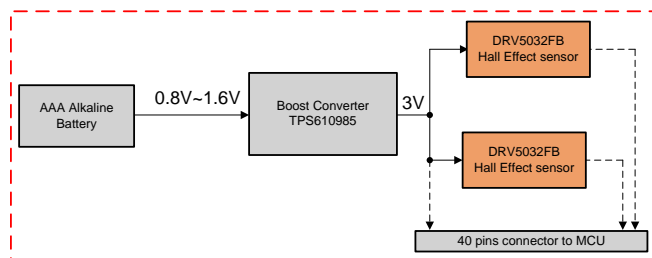 DRV5032FB
Hall Effect sensor
AAA Alkaline
Battery
0.8V~1.6V
Boost Converter
TPS610985
3V
DRV5032FB
Hall Effect sensor
40 pins connector to MCU